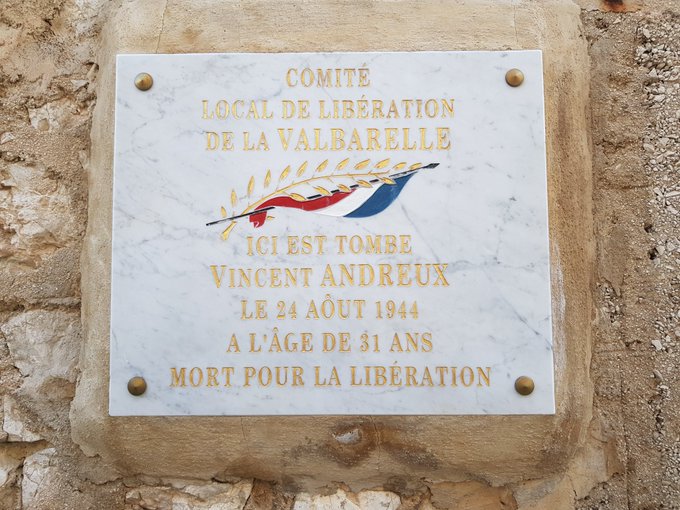 COMITÉ
LOCAL DE LIBÉRATION
DE LA VALBARELLE
ICI EST TOMBE
VINCENT ANDREUX
LE 24 AÔUT 1944
A L'ÂGE DE 31 ANS
MORT POUR LA LIBÉRATION